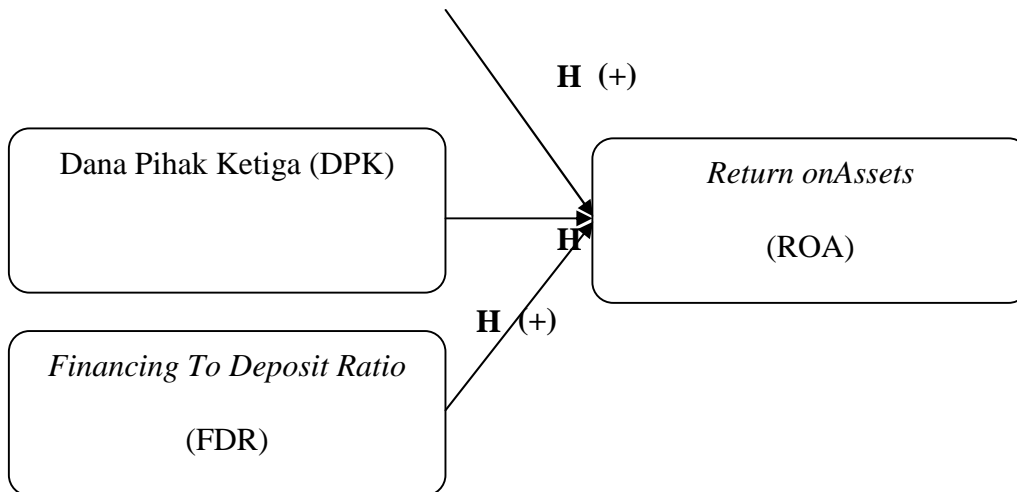 H (+)
Dana Pihak Ketiga (DPK)
Return onAssets
(ROA)
H
H (+)
Financing To Deposit Ratio
(FDR)